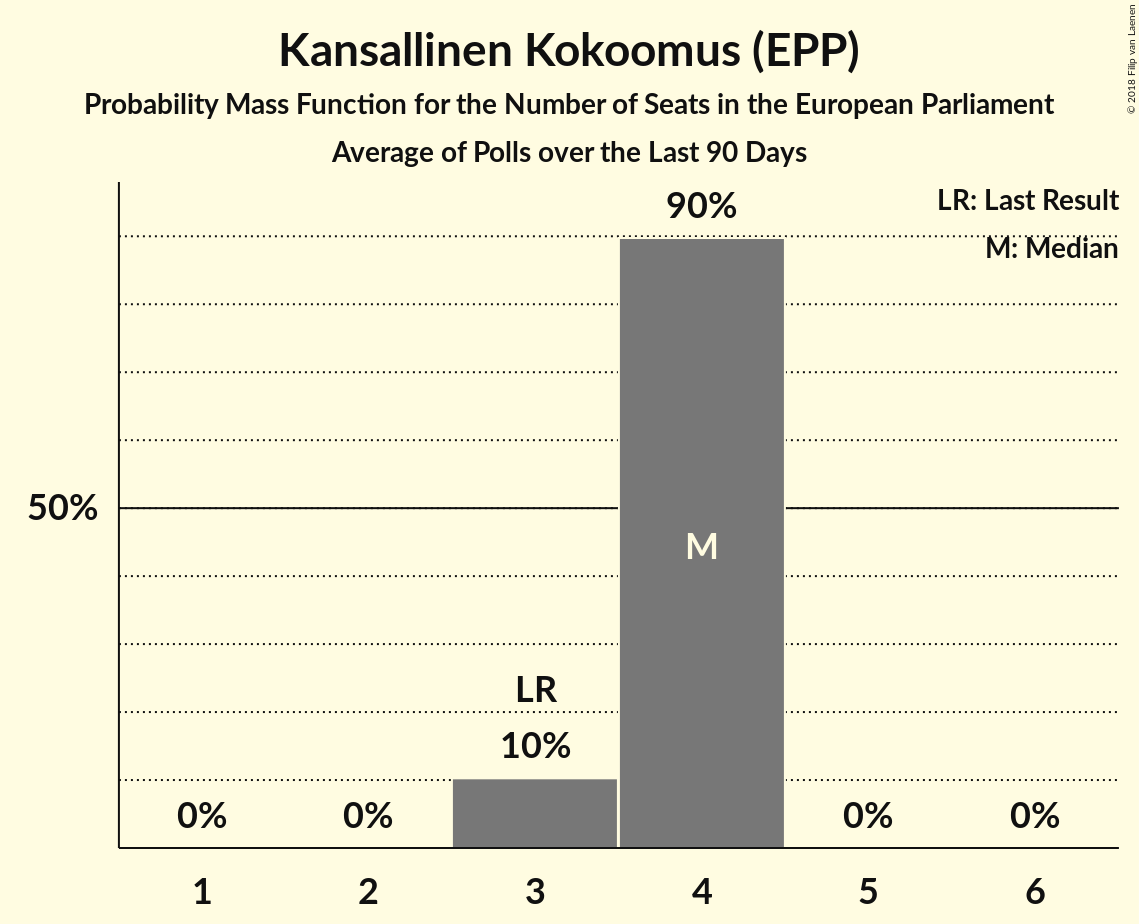 Kansallinen Kokoomus (EPP)
Probability Mass Function for the Number of Seats in the European Parliament
Average of Polls over the Last 90 Days
© 2018 Filip van Laenen
LR: Last Result
M: Median
90%
50%
M
LR
10%
0% 0% 0% 0%
1 2 3 4 5 6